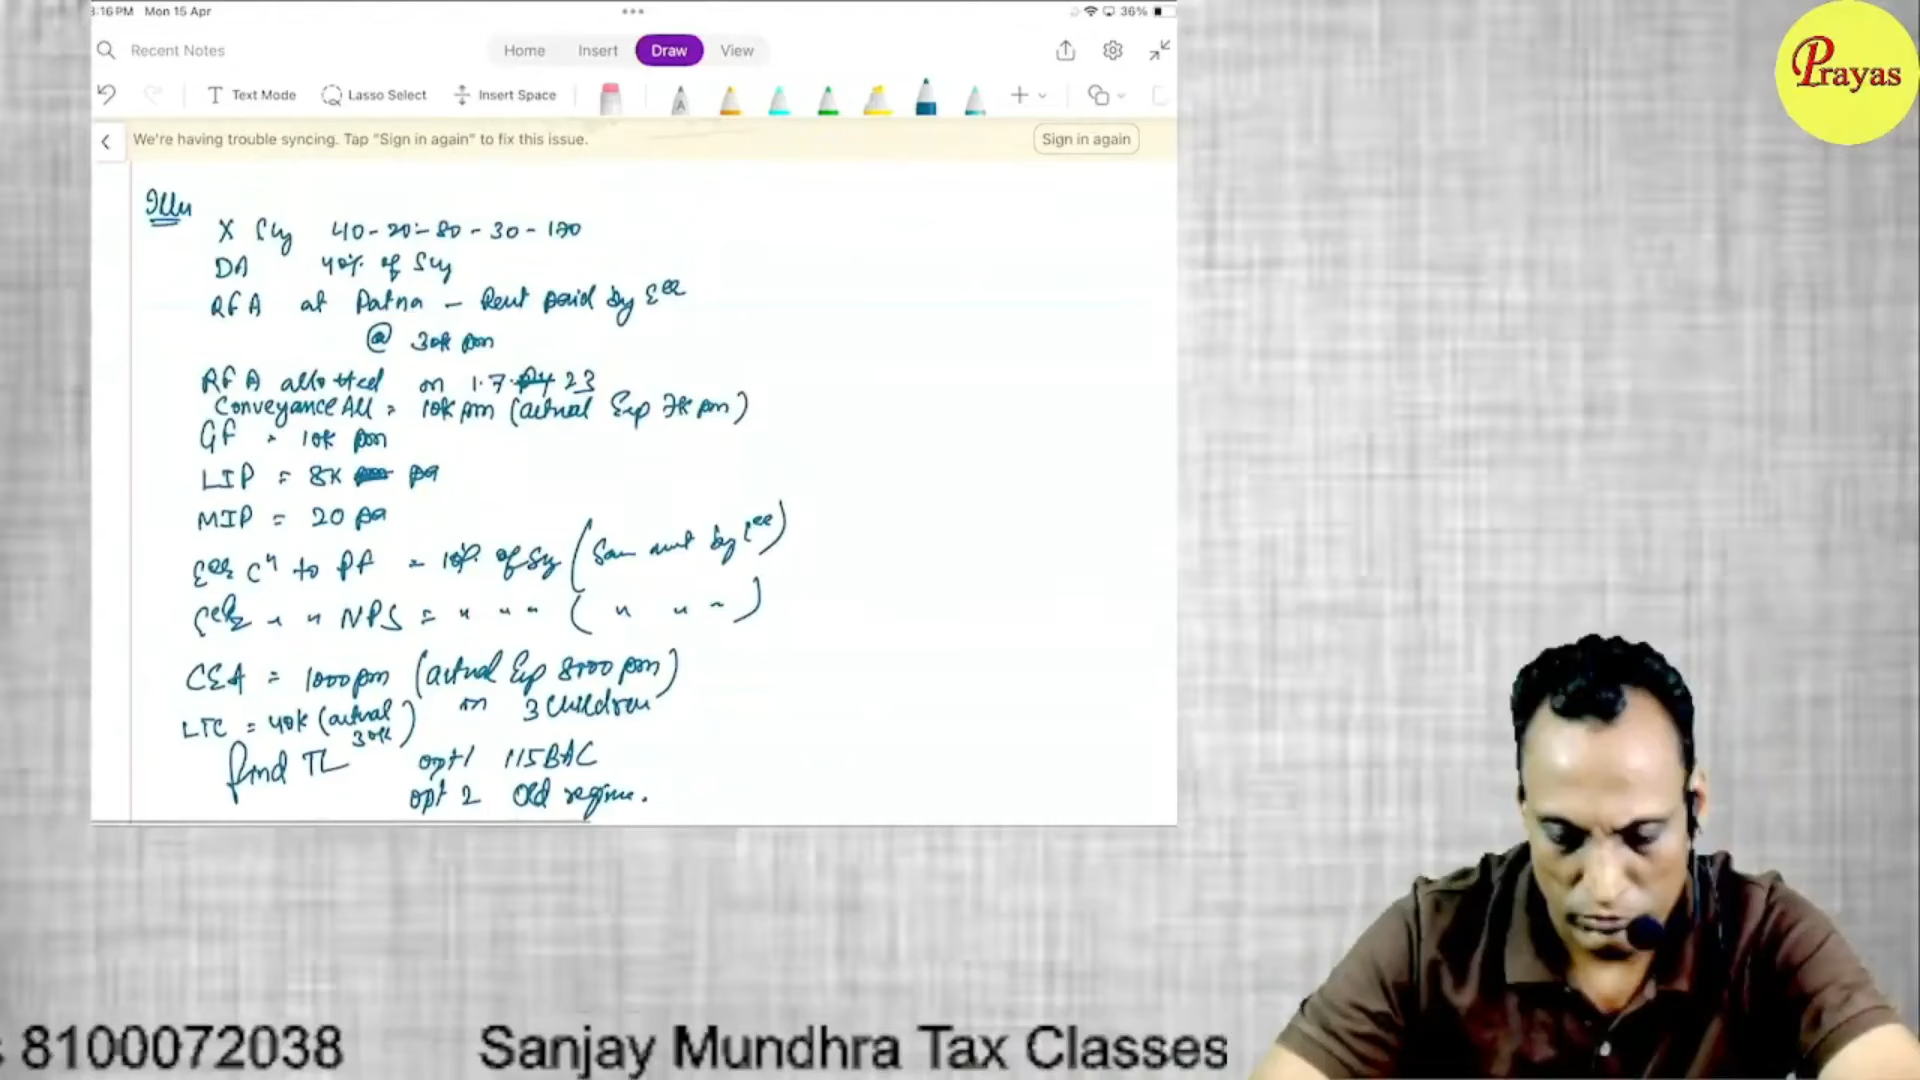 3:16 PM Mon 15 Apr
36%
Recent Notes
Home Insert Draw View
Text Mode Lasso Select Insert Space
We're having trouble syncing. Tap "Sign in again" to fix this issue.
Sign in again
Prayas
Illu
X Sly 40-20-80-30-120
DA 40% of Sly
RFA at Patna - Rent paid by Eer
@ 30k pm
RFA allotted on 1.7. 23
Conveyance All = 10k pm (actual Exp 7k pm)
GF = 10k pm
LIP = 8k pa
MIP = 20 pa
Eer Cn to PF = 10% of Sly (Sam amt by Eee)
" " NPS = " " " ( " " " )
CEA = 1000 pm (actual Exp 8000 pm)
on 3 children
LTC = 40k (actual 30k)
find TL opt 1 115BAC
opt 2 Old regime.
8100072038 Sanjay Mundhra Tax Classes